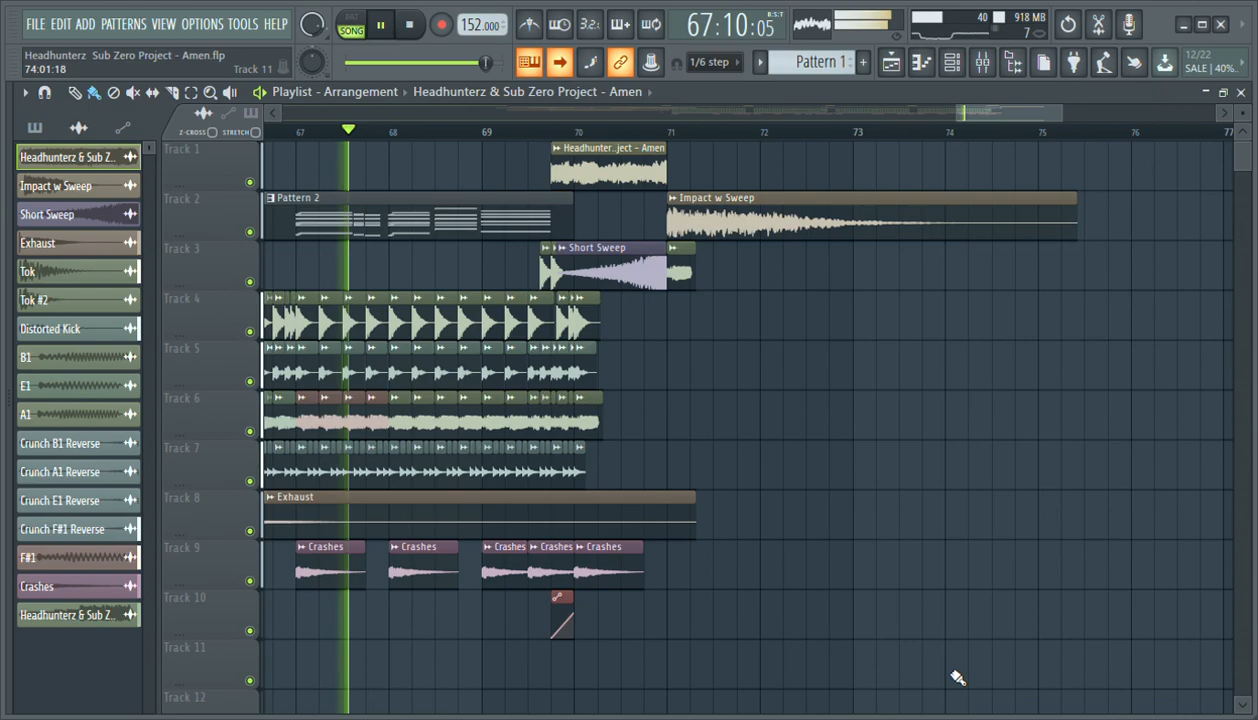 FILE EDIT ADD PATTERNS VIEW OPTIONS TOOLS HELP
PAT
SONG
152.000
3.2.
67:10:05
B:S:T
40
918 MB
7
Headhunterz Sub Zero Project - Amen.flp
74:01:18
Track 11
1/6 step
Pattern 1
12/22
SALE | 40%..
Playlist - Arrangement Headhunterz & Sub Zero Project - Amen
Z-CROSS STRETCH
67 68 69 70 71 72 73 74 75 76 77
Headhunterz & Sub Z..
Impact w Sweep
Short Sweep
Exhaust
Tok
Tok #2
Distorted Kick
B1
E1
A1
Crunch B1 Reverse
Crunch A1 Reverse
Crunch E1 Reverse
Crunch F#1 Reverse
F#1
Crashes
Headhunterz & Sub Z..
Track 1
Headhunter..ject - Amen
Track 2
Pattern 2
Impact w Sweep
Track 3
Short Sweep
Track 4
Track 5
Track 6
Track 7
Track 8
Exhaust
Track 9
Crashes Crashes Crashes Crashes Crashes
Track 10
Track 11
Track 12